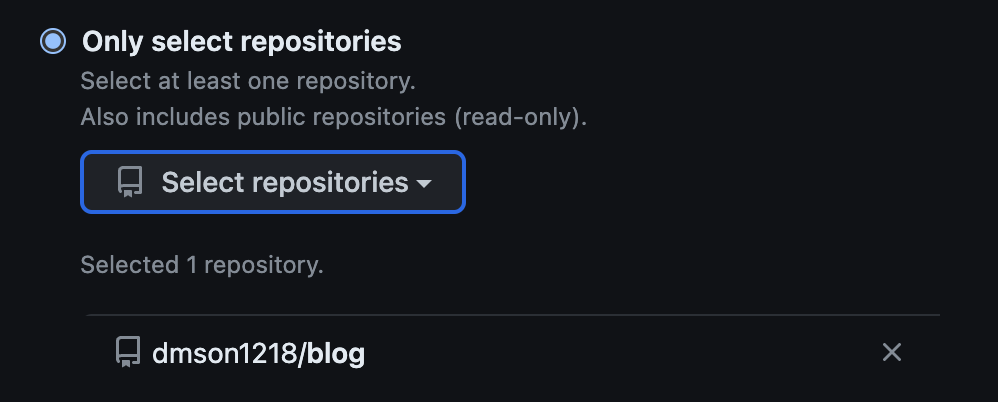 Only select repositories
Select at least one repository.
Also includes public repositories (read-only).
Select repositories
Selected 1 repository.
dmson1218/blog